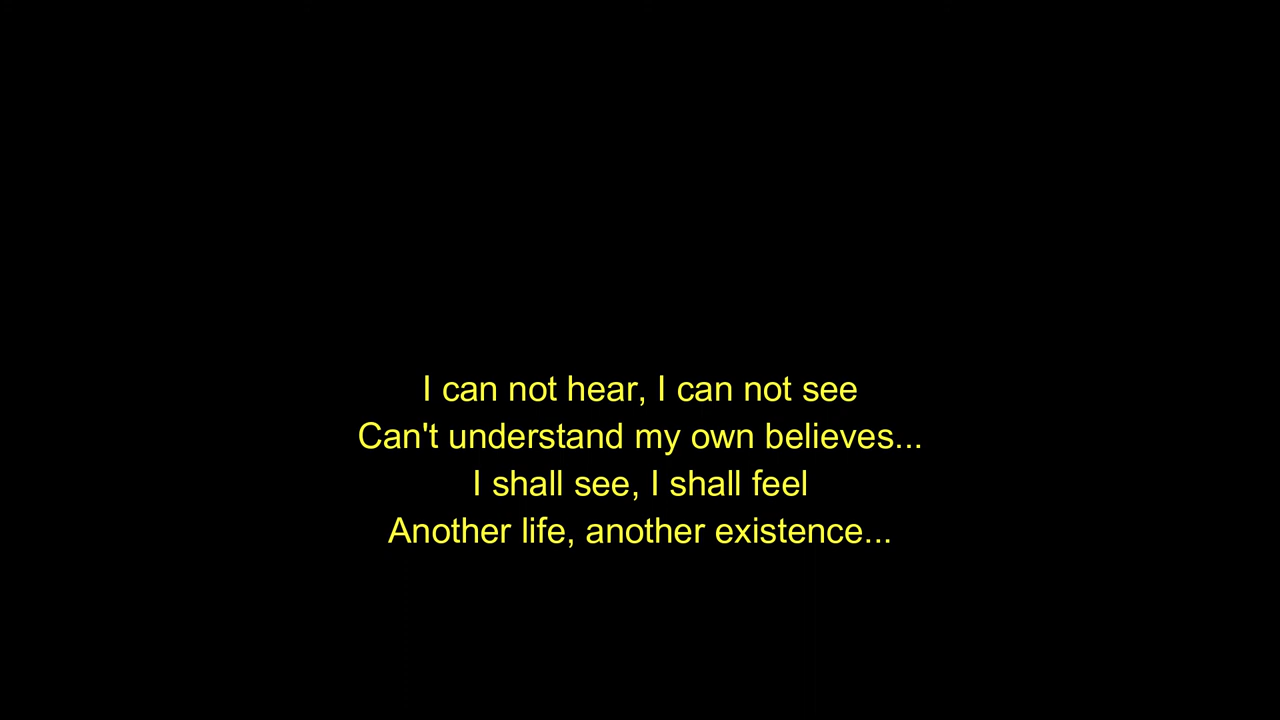 I can not hear, I can not see
Can't understand my own believes...
I shall see, I shall feel
Another life, another existence...